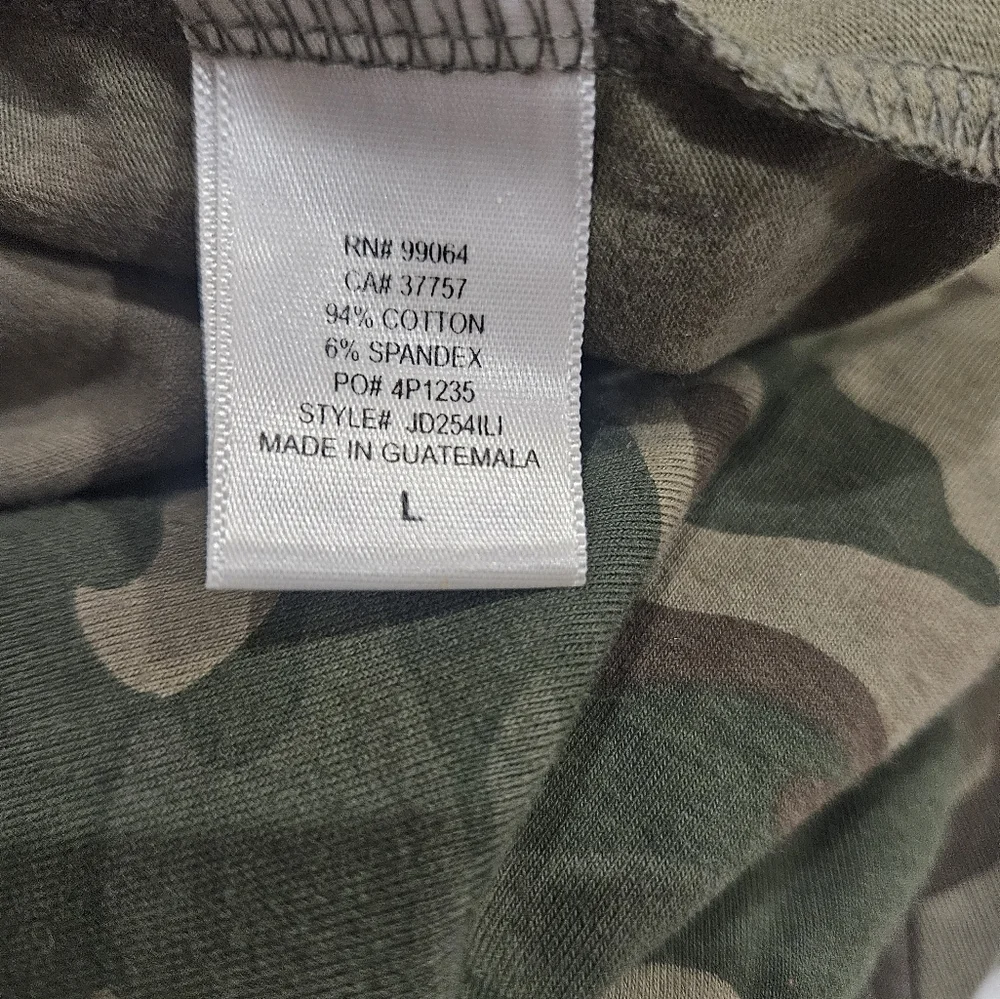 RN# 99064
CA# 37757
94% COTTON
6% SPANDEX
PO# 4P1235
STYLE# JD254ILI
MADE IN GUATEMALA
L